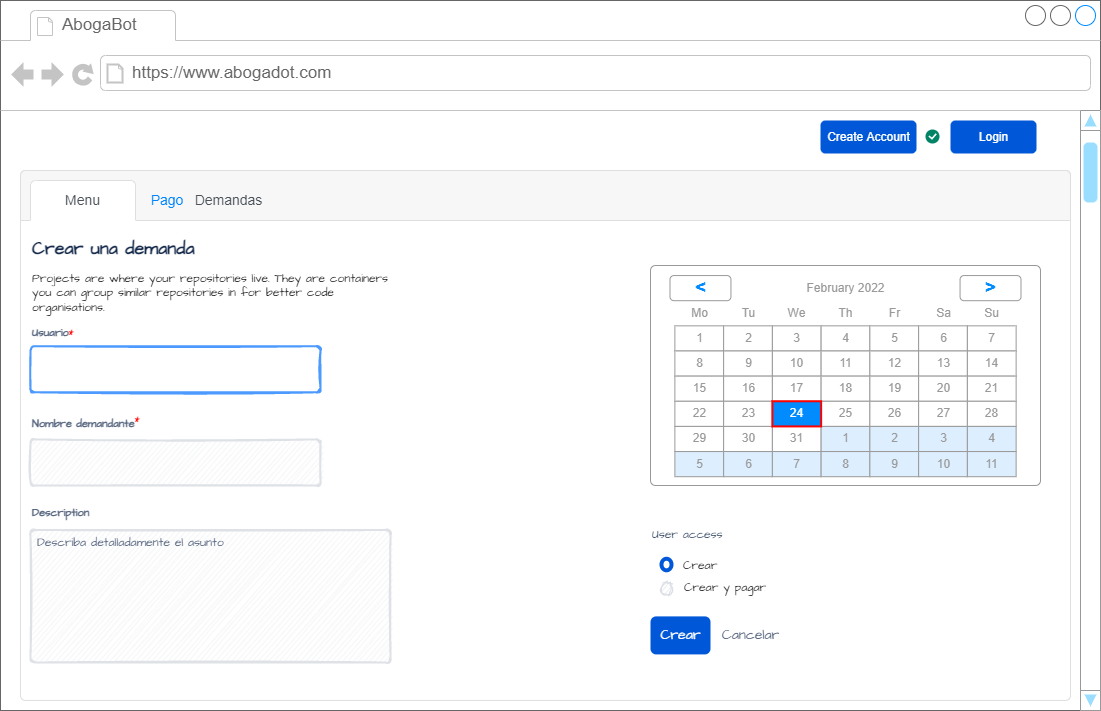 AbogaBot
https://www.abogadot.com
Create Account
Login
Menu
Pago
Demandas
Crear una demanda
Projects are where your repositories live. They are containers
you can group similar repositories in for better code
organisations.
Usuario*
Nombre demandante*
Description
Describa detalladamente el asunto
< February 2022 >
Mo Tu We Th Fr Sa Su
1 2 3 4 5 6 7
8 9 10 11 12 13 14
15 16 17 18 19 20 21
22 23 24 25 26 27 28
29 30 31 1 2 3 4
5 6 7 8 9 10 11
User access
Crear
Crear y pagar
Crear
Cancelar